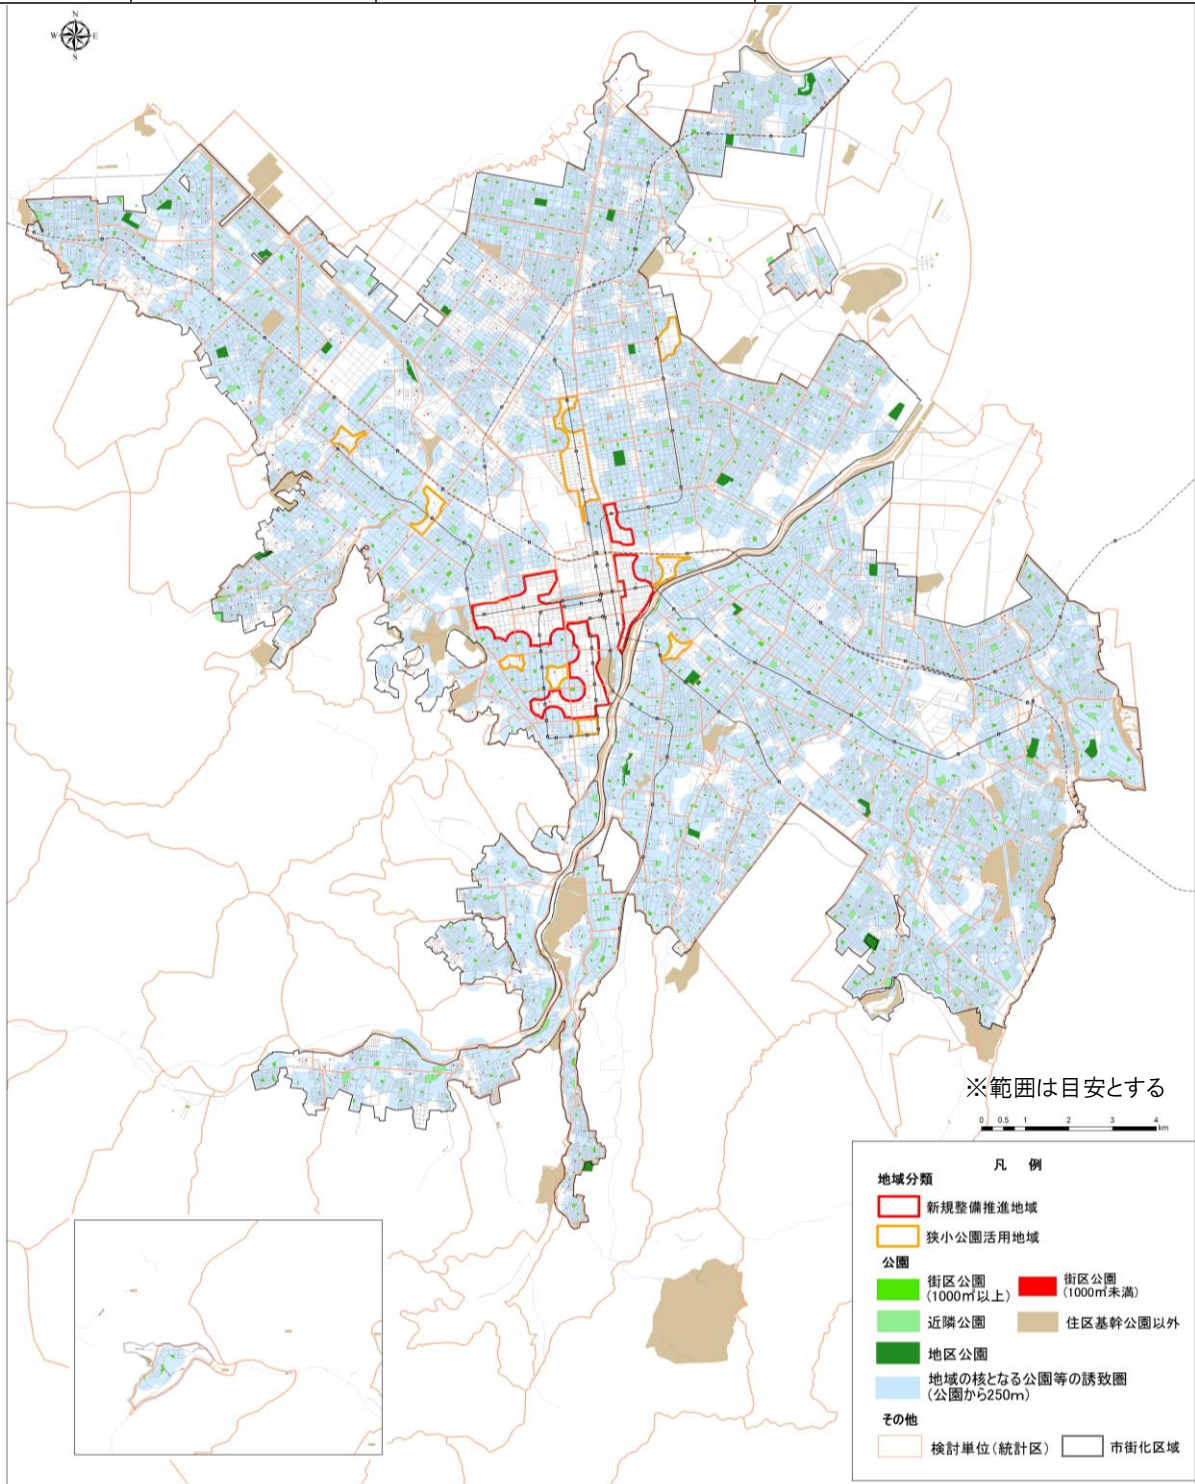 N
W
E
S
※範囲は目安とする
0 0.5 1 2 3 4
km
凡 例
地域分類
新規整備推進地域
狭小公園活用地域
公園
街区公園
(1000㎡以上)
街区公園
(1000㎡未満)
近隣公園
住区基幹公園以外
地区公園
地域の核となる公園等の誘致圏
(公園から250m)
その他
検討単位(統計区)
市街化区域